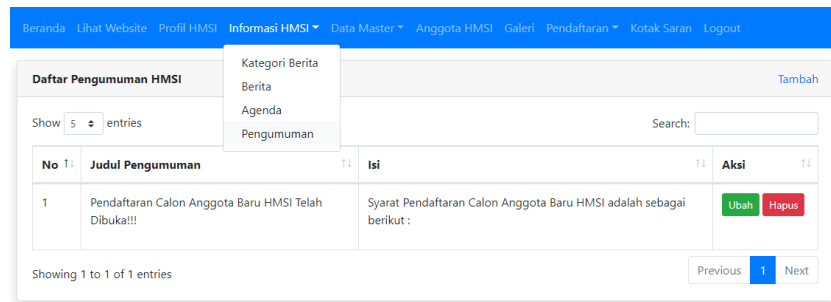 Beranda Lihat Website Profil HMSI Informasi HMSI Data Master Anggota HMSI Galeri Pendaftaran Kotak Saran Logout
Kategori Berita
Berita
Agenda
Pengumuman
Daftar Pengumuman HMSI Tambah
Show 5 entries Search:
No Judul Pengumuman Isi Aksi
1 Pendaftaran Calon Anggota Baru HMSI Telah Syarat Pendaftaran Calon Anggota Baru HMSI adalah sebagai Ubah Hapus
Dibuka!!! berikut :
Showing 1 to 1 of 1 entries Previous 1 Next